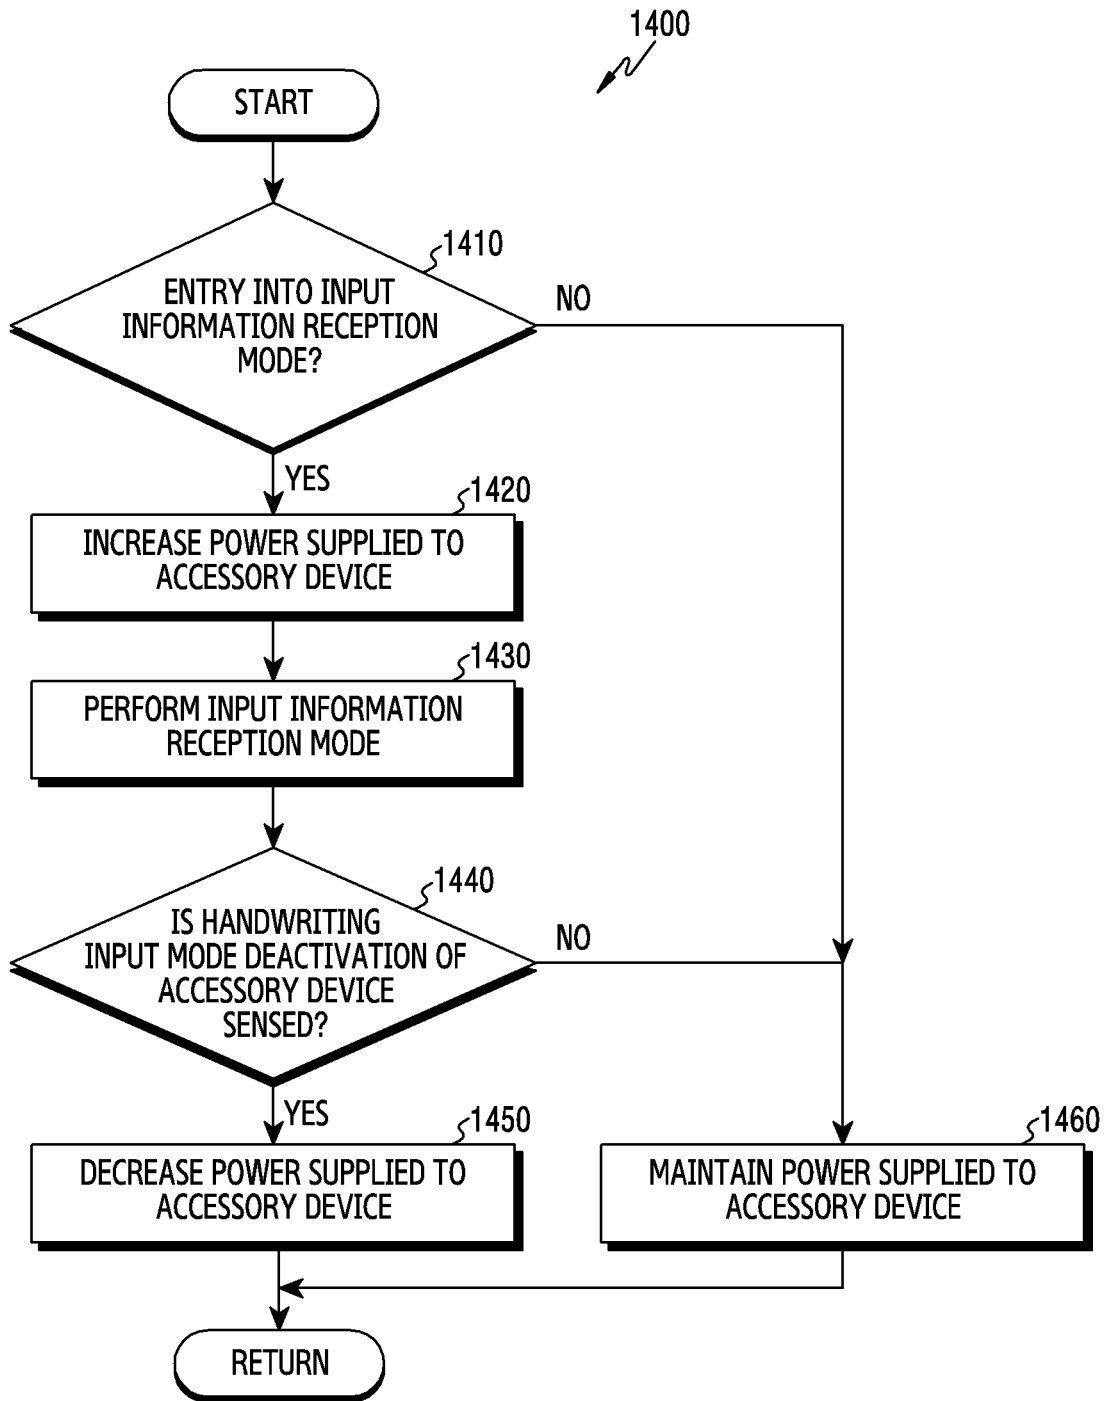 1400
START
1410
ENTRY INTO INPUT
INFORMATION RECEPTION
MODE?
NO
YES
1420
INCREASE POWER SUPPLIED TO
ACCESSORY DEVICE
1430
PERFORM INPUT INFORMATION
RECEPTION MODE
1440
IS HANDWRITING
INPUT MODE DEACTIVATION OF
ACCESSORY DEVICE
SENSED?
NO
YES
1450
DECREASE POWER SUPPLIED TO
ACCESSORY DEVICE
1460
MAINTAIN POWER SUPPLIED TO
ACCESSORY DEVICE
RETURN